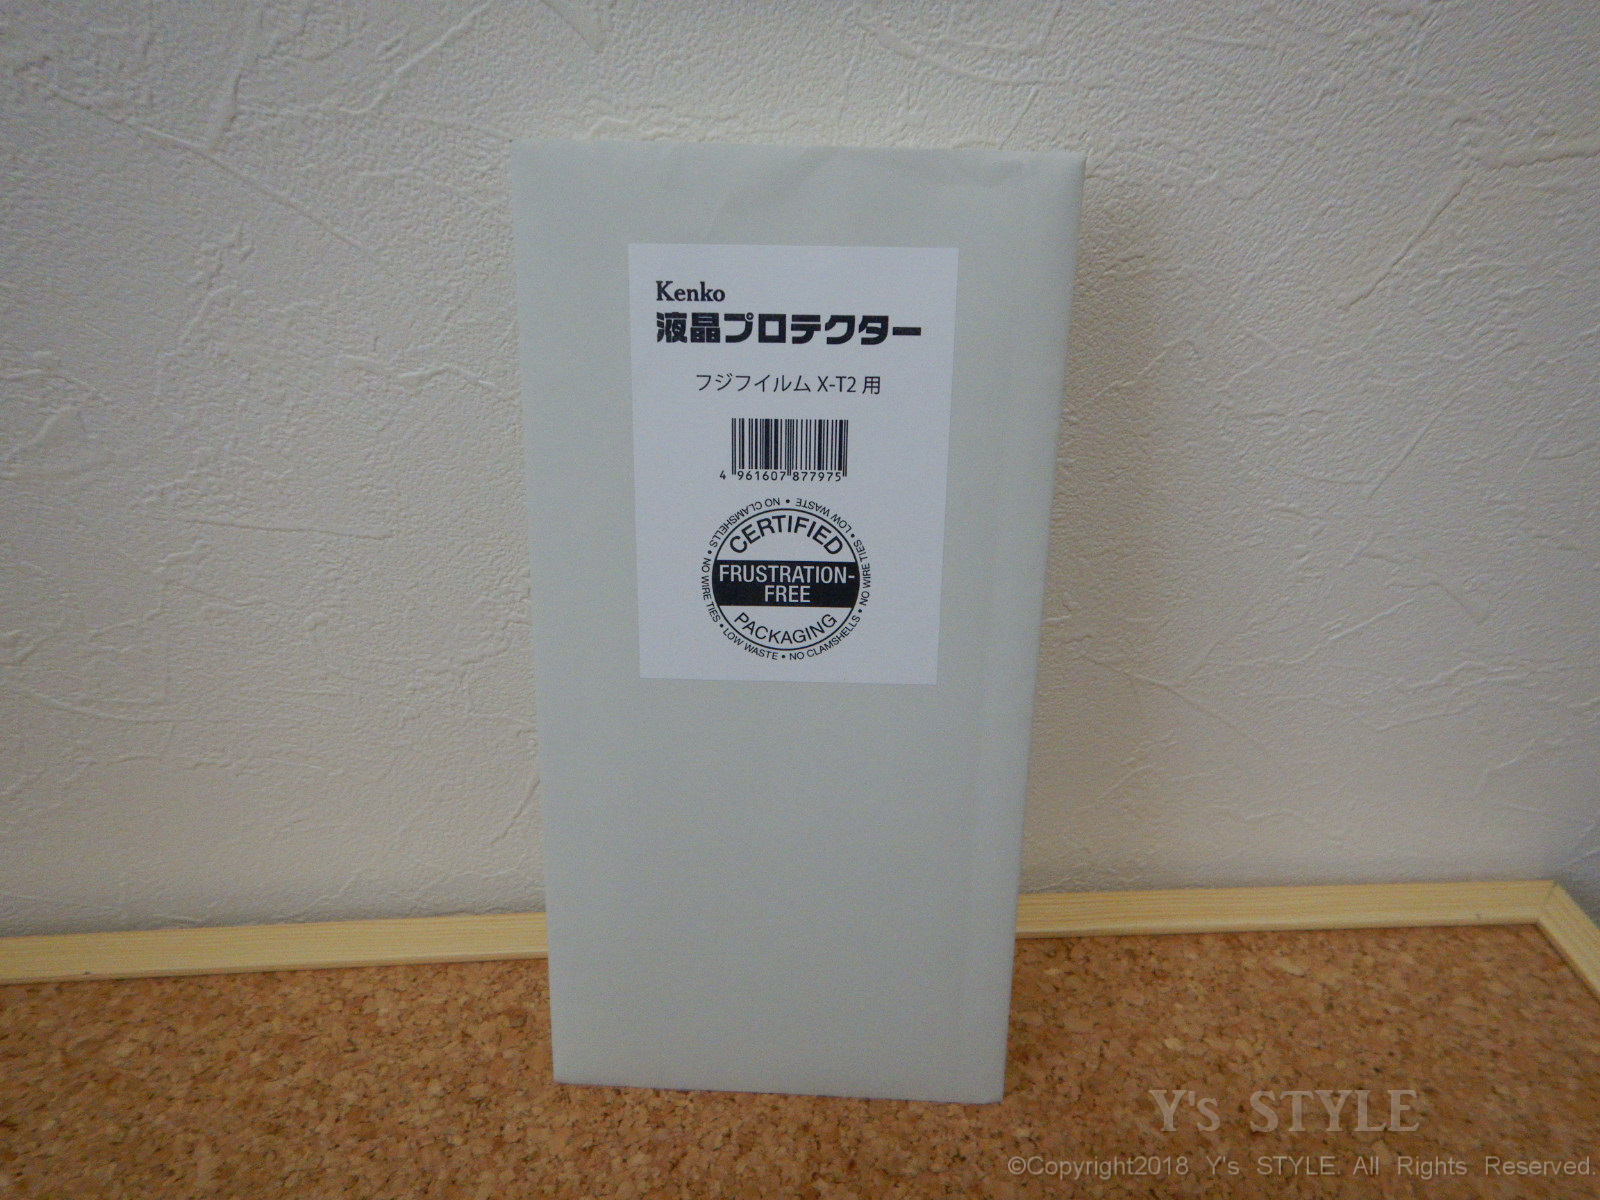 Kenko
液晶プロテクター
フジフイルム X-T2 用
4 961607 877975
CERTIFIED
FRUSTRATION-
FREE
PACKAGING
NO CLAMSHELLS • LOW WASTE • NO WIRE TIES • NO CLAMSHELLS • LOW WASTE • NO WIRE TIES •
Y's STYLE
©Copyright2018 Y's STYLE. All Rights Reserved.